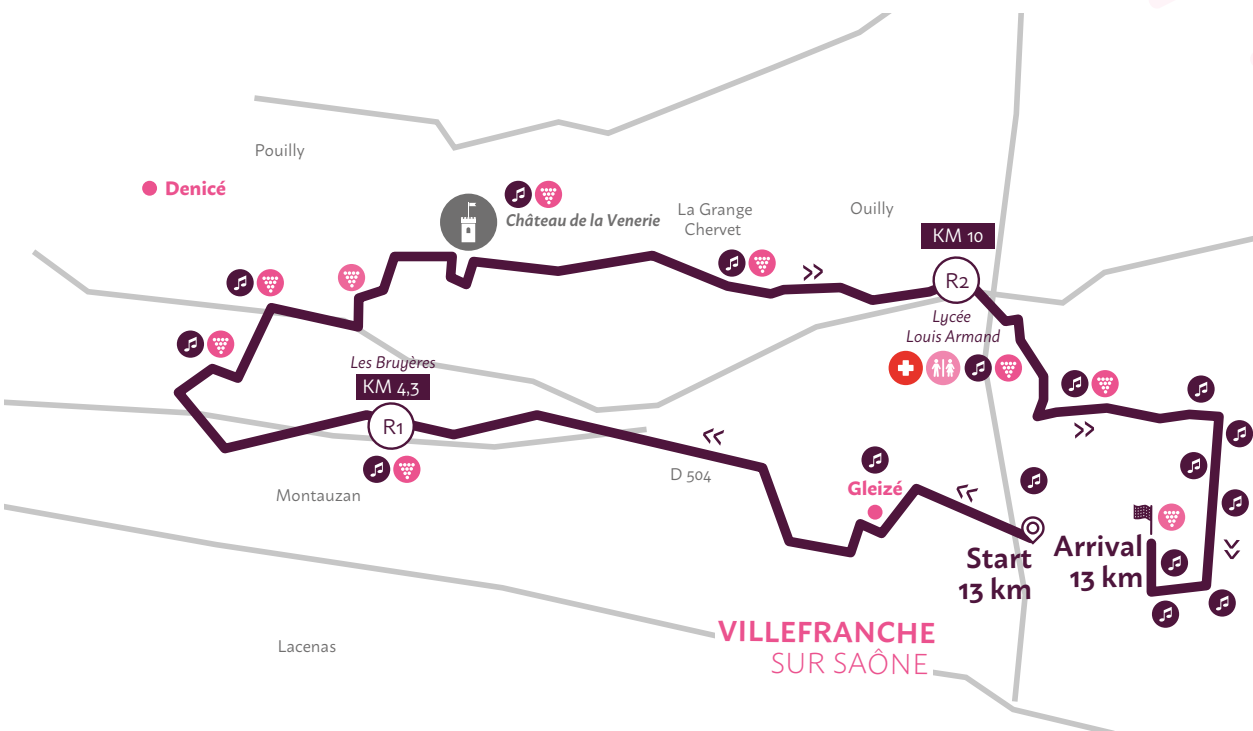 Pouilly
Denicé
Château de la Venerie
La Grange
Chervet
Ouilly
KM 10
R2
Lycée
Louis Armand
Les Bruyères
KM 4,3
R1
D 504
Montauzan
Gleizé
Start
13 km
Arrival
13 km
VILLEFRANCHE
SUR SAÔNE
Lacenas